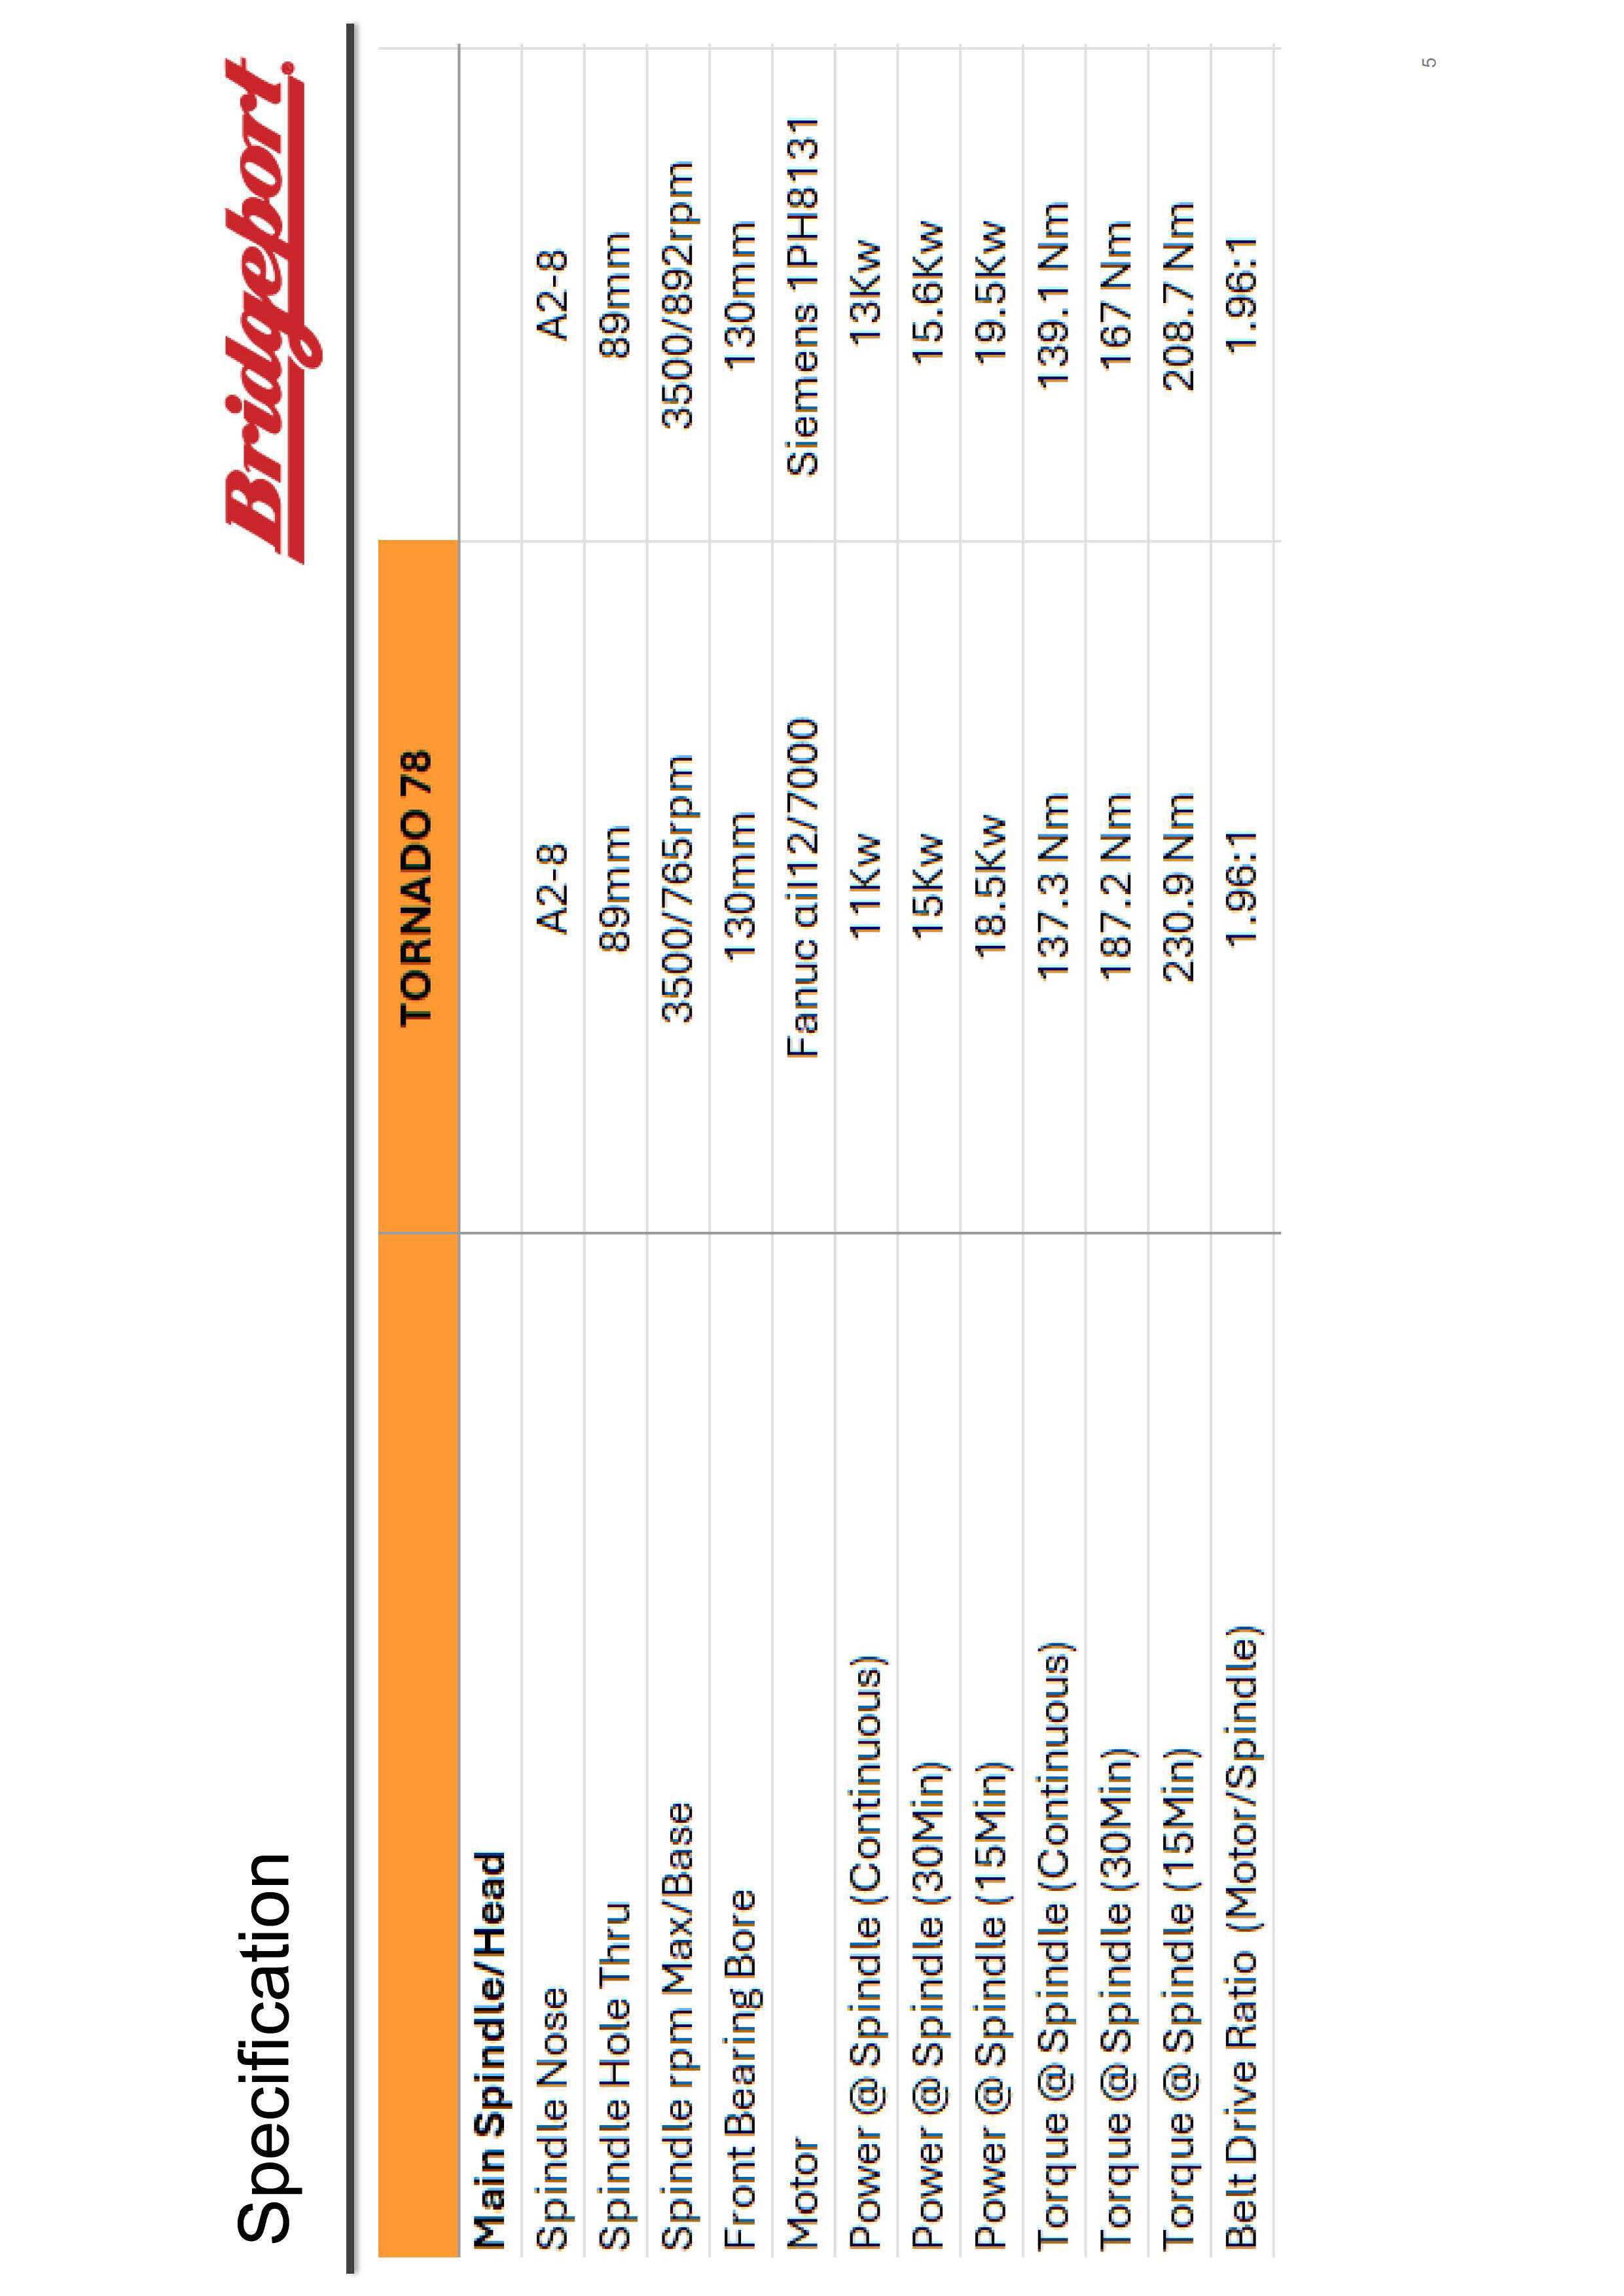 Specification
Bridgeport
TORNADO 78
Main Spindle/Head
Spindle Nose A2-8 A2-8
Spindle Hole Thru 89mm 89mm
Spindle rpm Max/Base 3500/765rpm 3500/892rpm
Front Bearing Bore 130mm 130mm
Motor Fanuc αiI12/7000 Siemens 1PH8131
Power @ Spindle (Continuous) 11Kw 13Kw
Power @ Spindle (30Min) 15Kw 15.6Kw
Power @ Spindle (15Min) 18.5Kw 19.5Kw
Torque @ Spindle (Continuous) 137.3 Nm 139.1 Nm
Torque @ Spindle (30Min) 187.2 Nm 167 Nm
Torque @ Spindle (15Min) 230.9 Nm 208.7 Nm
Belt Drive Ratio (Motor/Spindle) 1.96:1 1.96:1
5